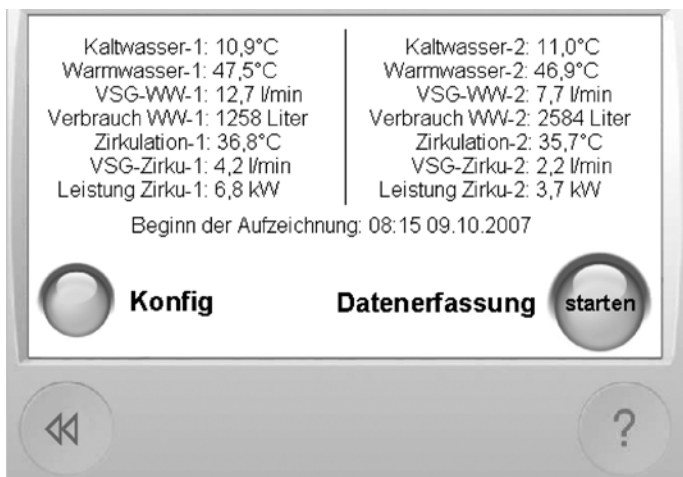 Kaltwasser-1: 10,9°C
Warmwasser-1: 47,5°C
VSG-WW-1: 12,7 l/min
Verbrauch WW-1: 1258 Liter
Zirkulation-1: 36,8°C
VSG-Zirku-1: 4,2 l/min
Leistung Zirku-1: 6,8 kW
Kaltwasser-2: 11,0°C
Warmwasser-2: 46,9°C
VSG-WW-2: 7,7 l/min
Verbrauch WW-2: 2584 Liter
Zirkulation-2: 35,7°C
VSG-Zirku-2: 2,2 l/min
Leistung Zirku-2: 3,7 kW
Beginn der Aufzeichnung: 08:15 09.10.2007
Konfig
Datenerfassung starten
?